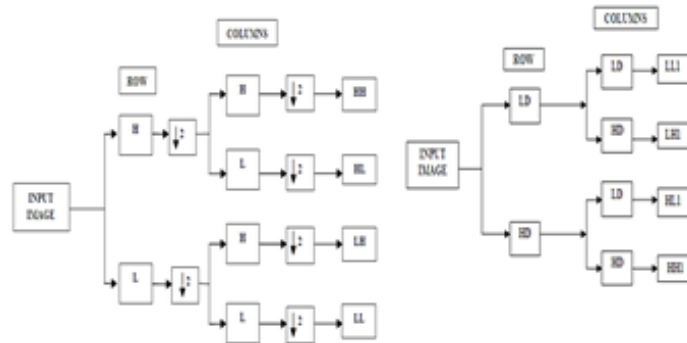 COLUMNS
ROW
H
2
H
2
HH
L
2
HL
INPUT
IMAGE
L
2
H
2
LH
L
2
LL
COLUMNS
ROW
LD
LD
LL1
HD
LH1
INPUT
IMAGE
HD
LD
HL1
HD
HH1